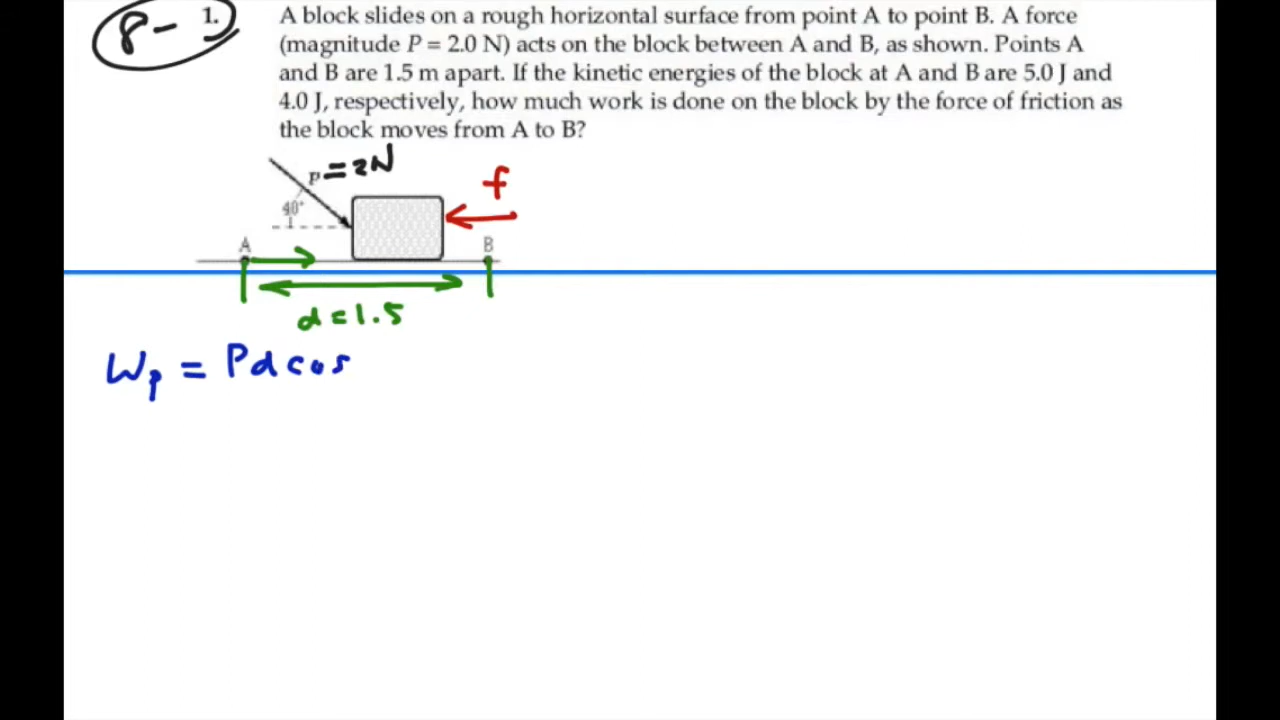 8-
1. A block slides on a rough horizontal surface from point A to point B. A force
(magnitude P = 2.0 N) acts on the block between A and B, as shown. Points A
and B are 1.5 m apart. If the kinetic energies of the block at A and B are 5.0 J and
4.0 J, respectively, how much work is done on the block by the force of friction as
the block moves from A to B?
P = 2N
f
40°
A
B
d = 1.5
Wp = Pd cos